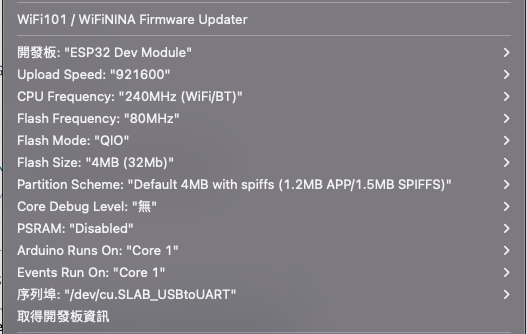 WiFi101 / WiFiNINA Firmware Updater
開發板: "ESP32 Dev Module"
Upload Speed: "921600"
CPU Frequency: "240MHz (WiFi/BT)"
Flash Frequency: "80MHz"
Flash Mode: "QIO"
Flash Size: "4MB (32Mb)"
Partition Scheme: "Default 4MB with spiffs (1.2MB APP/1.5MB SPIFFS)"
Core Debug Level: "無"
PSRAM: "Disabled"
Arduino Runs On: "Core 1"
Events Run On: "Core 1"
序列埠: "/dev/cu.SLAB_USBtoUART"
取得開發板資訊